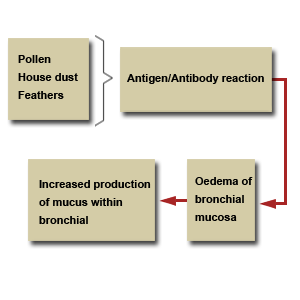 Pollen
House dust
Feathers
Antigen/Antibody reaction
Oedema of
bronchial
mucosa
Increased production
of mucus within
bronchial